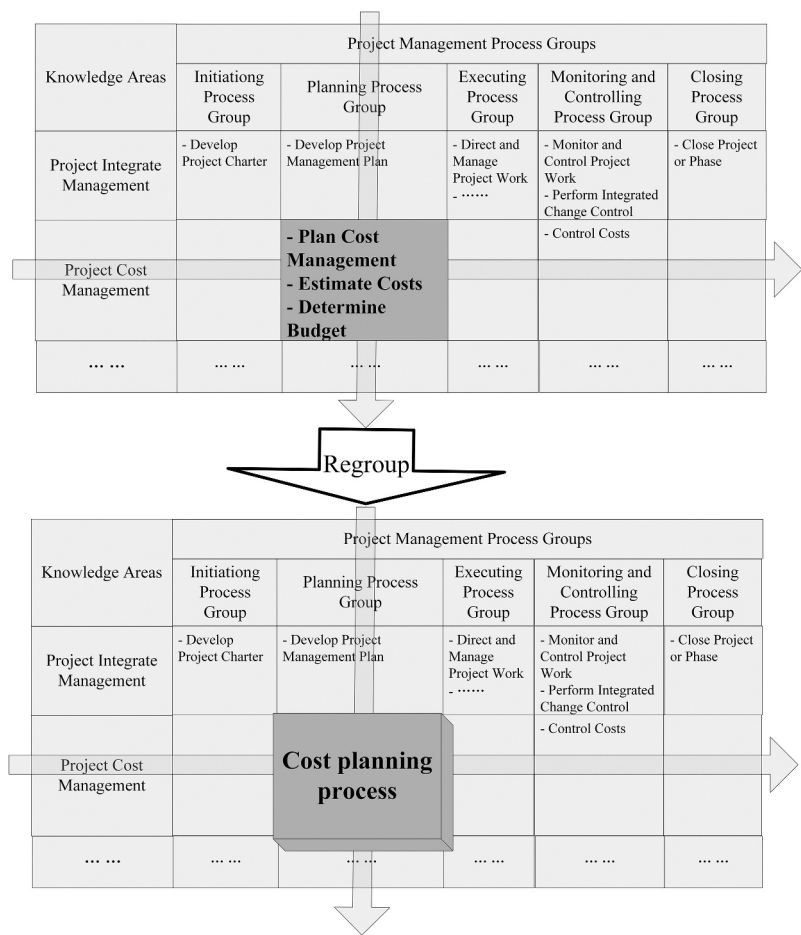 Project Management Process Groups
Knowledge Areas
Initiationg
Process
Group
Planning Process
Group
Executing
Process
Group
Monitoring and
Controlling
Process Group
Closing
Process
Group
Project Integrate
Management
- Develop
Project Charter
- Develop Project
Management Plan
- Direct and
Manage
Project Work
- ……
- Monitor and
Control Project
Work
- Perform Integrated
Change Control
- Close Project
or Phase
Project Cost
Management
- Plan Cost
Management
- Estimate Costs
- Determine
Budget
- Control Costs
… …
… …
… …
… …
… …
… …
Regroup
Project Management Process Groups
Knowledge Areas
Initiationg
Process
Group
Planning Process
Group
Executing
Process
Group
Monitoring and
Controlling
Process Group
Closing
Process
Group
Project Integrate
Management
- Develop
Project Charter
- Develop Project
Management Plan
- Direct and
Manage
Project Work
- ……
- Monitor and
Control Project
Work
- Perform Integrated
Change Control
- Close Project
or Phase
Project Cost
Management
Cost planning
process
- Control Costs
… …
… …
… …
… …
… …
… …